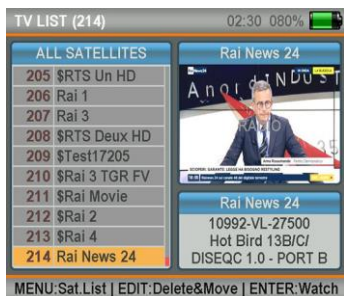 TV LIST (214)
02:30 080%
ALL SATELLITES
205 $RTS Un HD
206 Rai 1
207 Rai 3
208 $RTS Deux HD
209 $Test17205
210 $Rai 3 TGR FV
211 $Rai Movie
212 $Rai 2
213 $Rai 4
214 Rai News 24
Rai News 24
RADIO
Rai News 24
10992-VL-27500
Hot Bird 13B/C/
DISEQC 1.0 - PORT B
MENU:Sat.List | EDIT:Delete&Move | ENTER:Watch